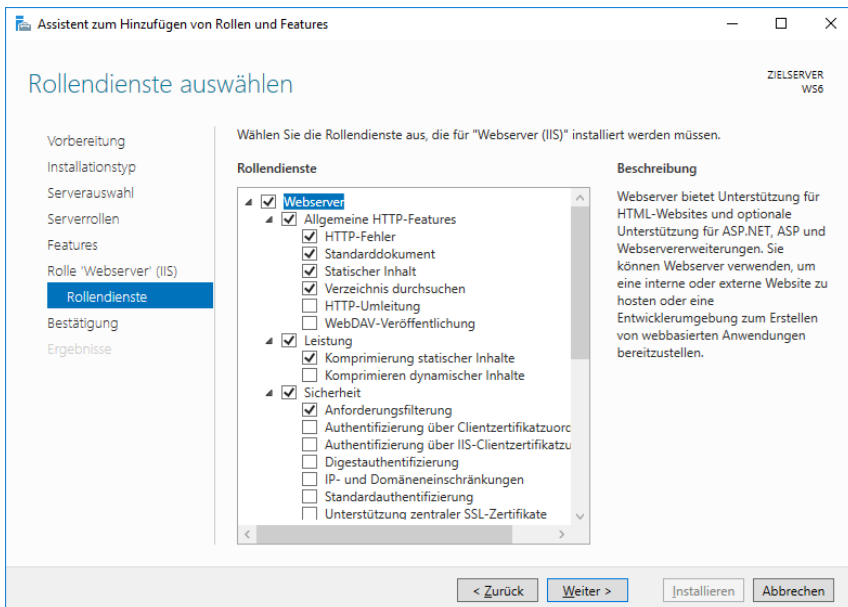 Assistent zum Hinzufügen von Rollen und Features
Rollendienste auswählen
ZIELSERVER
WS6
Vorbereitung
Installationstyp
Serverauswahl
Serverrollen
Features
Rolle 'Webserver' (IIS)
Rollendienste
Bestätigung
Ergebnisse
Wählen Sie die Rollendienste aus, die für "Webserver (IIS)" installiert werden müssen.
Rollendienste
Webserver
Allgemeine HTTP-Features
HTTP-Fehler
Standarddokument
Statischer Inhalt
Verzeichnis durchsuchen
HTTP-Umleitung
WebDAV-Veröffentlichung
Leistung
Komprimierung statischer Inhalte
Komprimieren dynamischer Inhalte
Sicherheit
Anforderungsfilterung
Authentifizierung über Clientzertifikatzuord
Authentifizierung über IIS-Clientzertifikatzu
Digestauthentifizierung
IP- und Domäneneinschränkungen
Standardauthentifizierung
Unterstützung zentraler SSL-Zertifikate
Beschreibung
Webserver bietet Unterstützung für
HTML-Websites und optionale
Unterstützung für ASP.NET, ASP und
Webservererweiterungen. Sie
können Webserver verwenden, um
eine interne oder externe Website zu
hosten oder eine
Entwicklerumgebung zum Erstellen
von webbasierten Anwendungen
bereitzustellen.
< Zurück
Weiter >
Installieren
Abbrechen